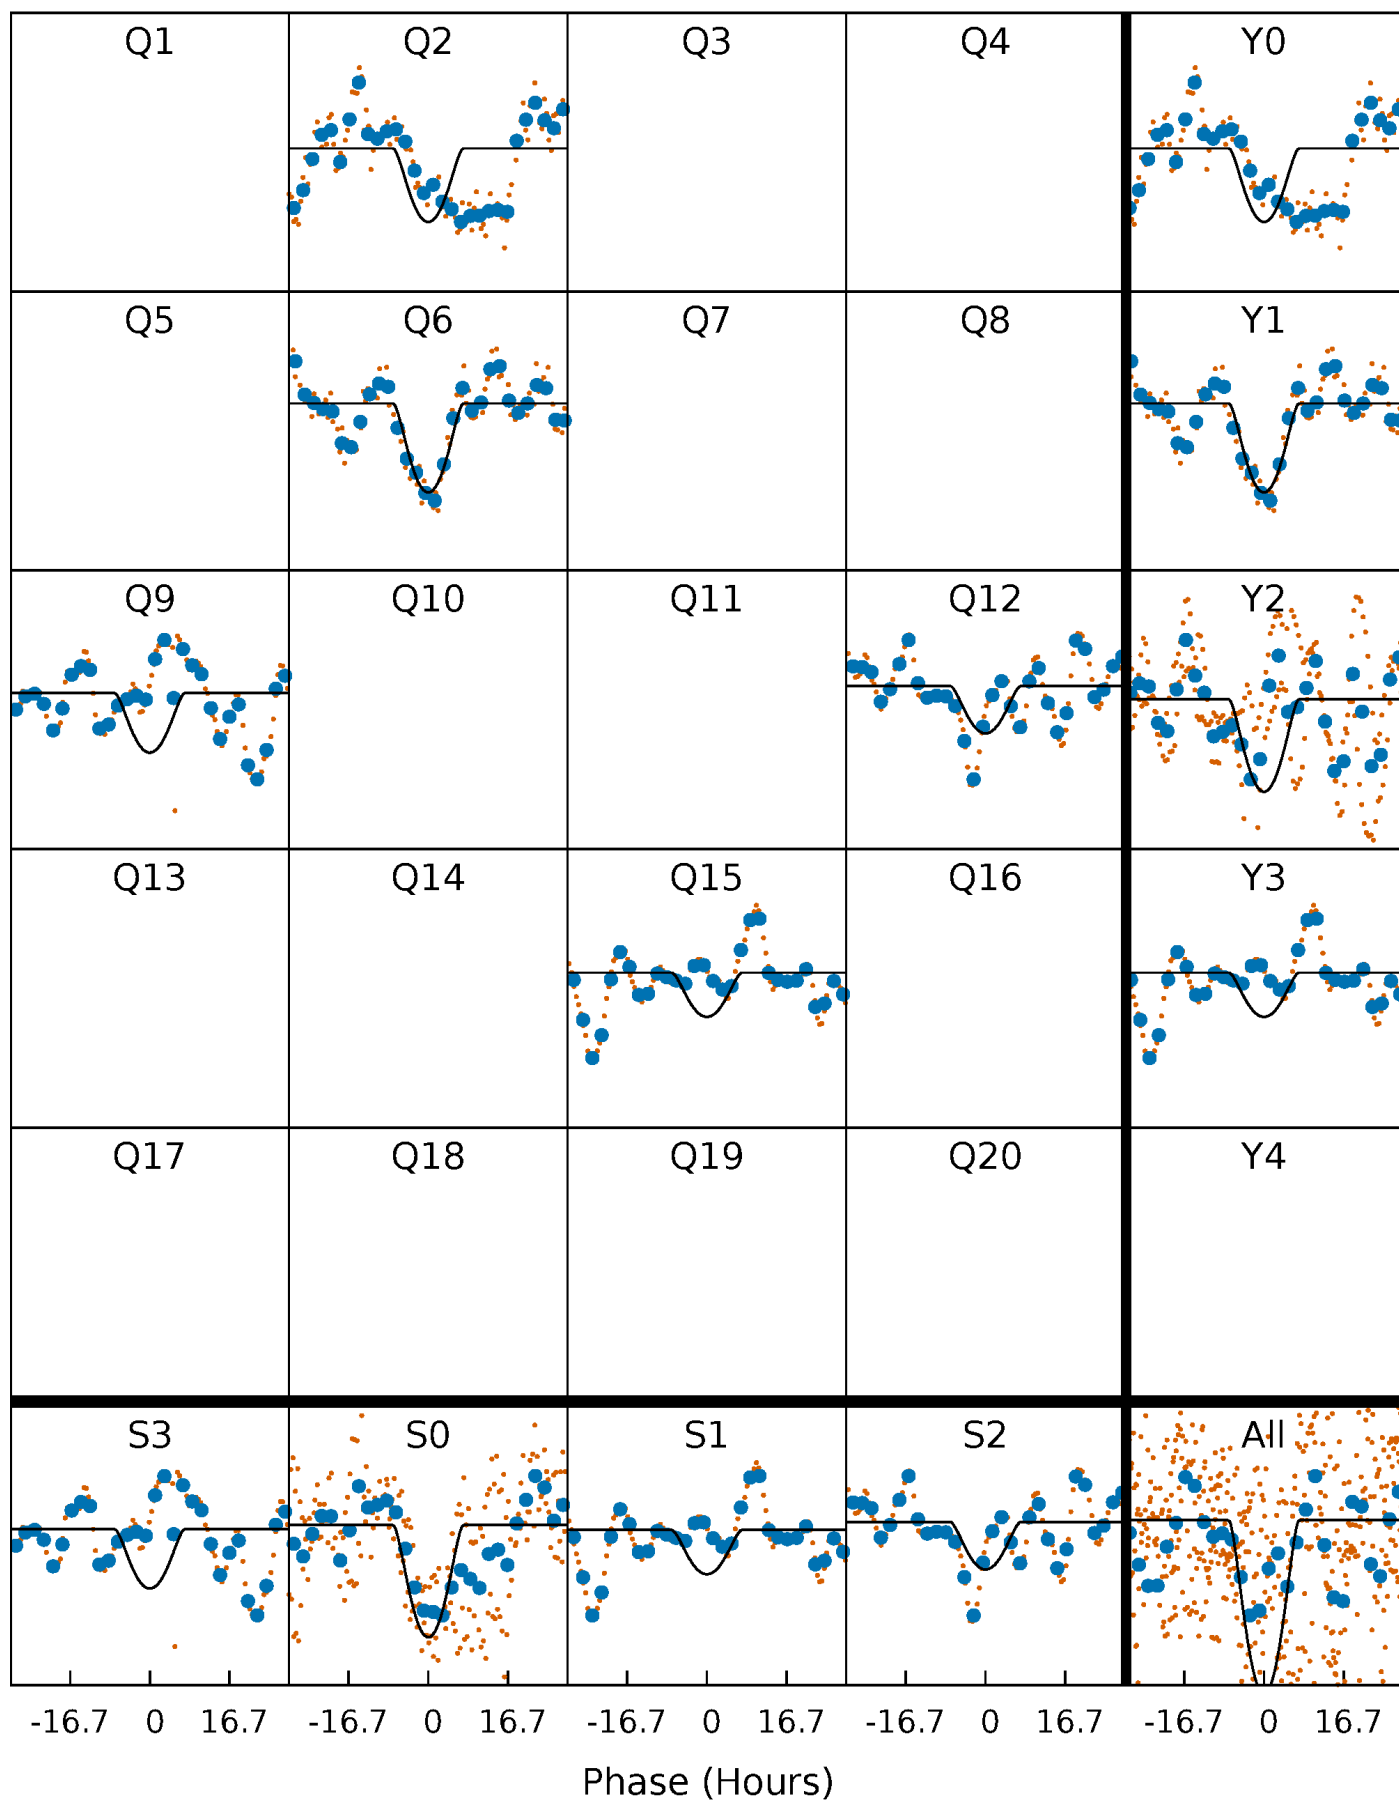 Q1 Q2 Q3 Q4 Y0
Q5 Q6 Q7 Q8 Y1
Q9 Q10 Q11 Q12 Y2
Q13 Q14 Q15 Q16 Y3
Q17 Q18 Q19 Q20 Y4
S3 S0 S1 S2 All
-16.7 0 16.7 -16.7 0 16.7 -16.7 0 16.7 -16.7 0 16.7 -16.7 0 16.7
Phase (Hours)